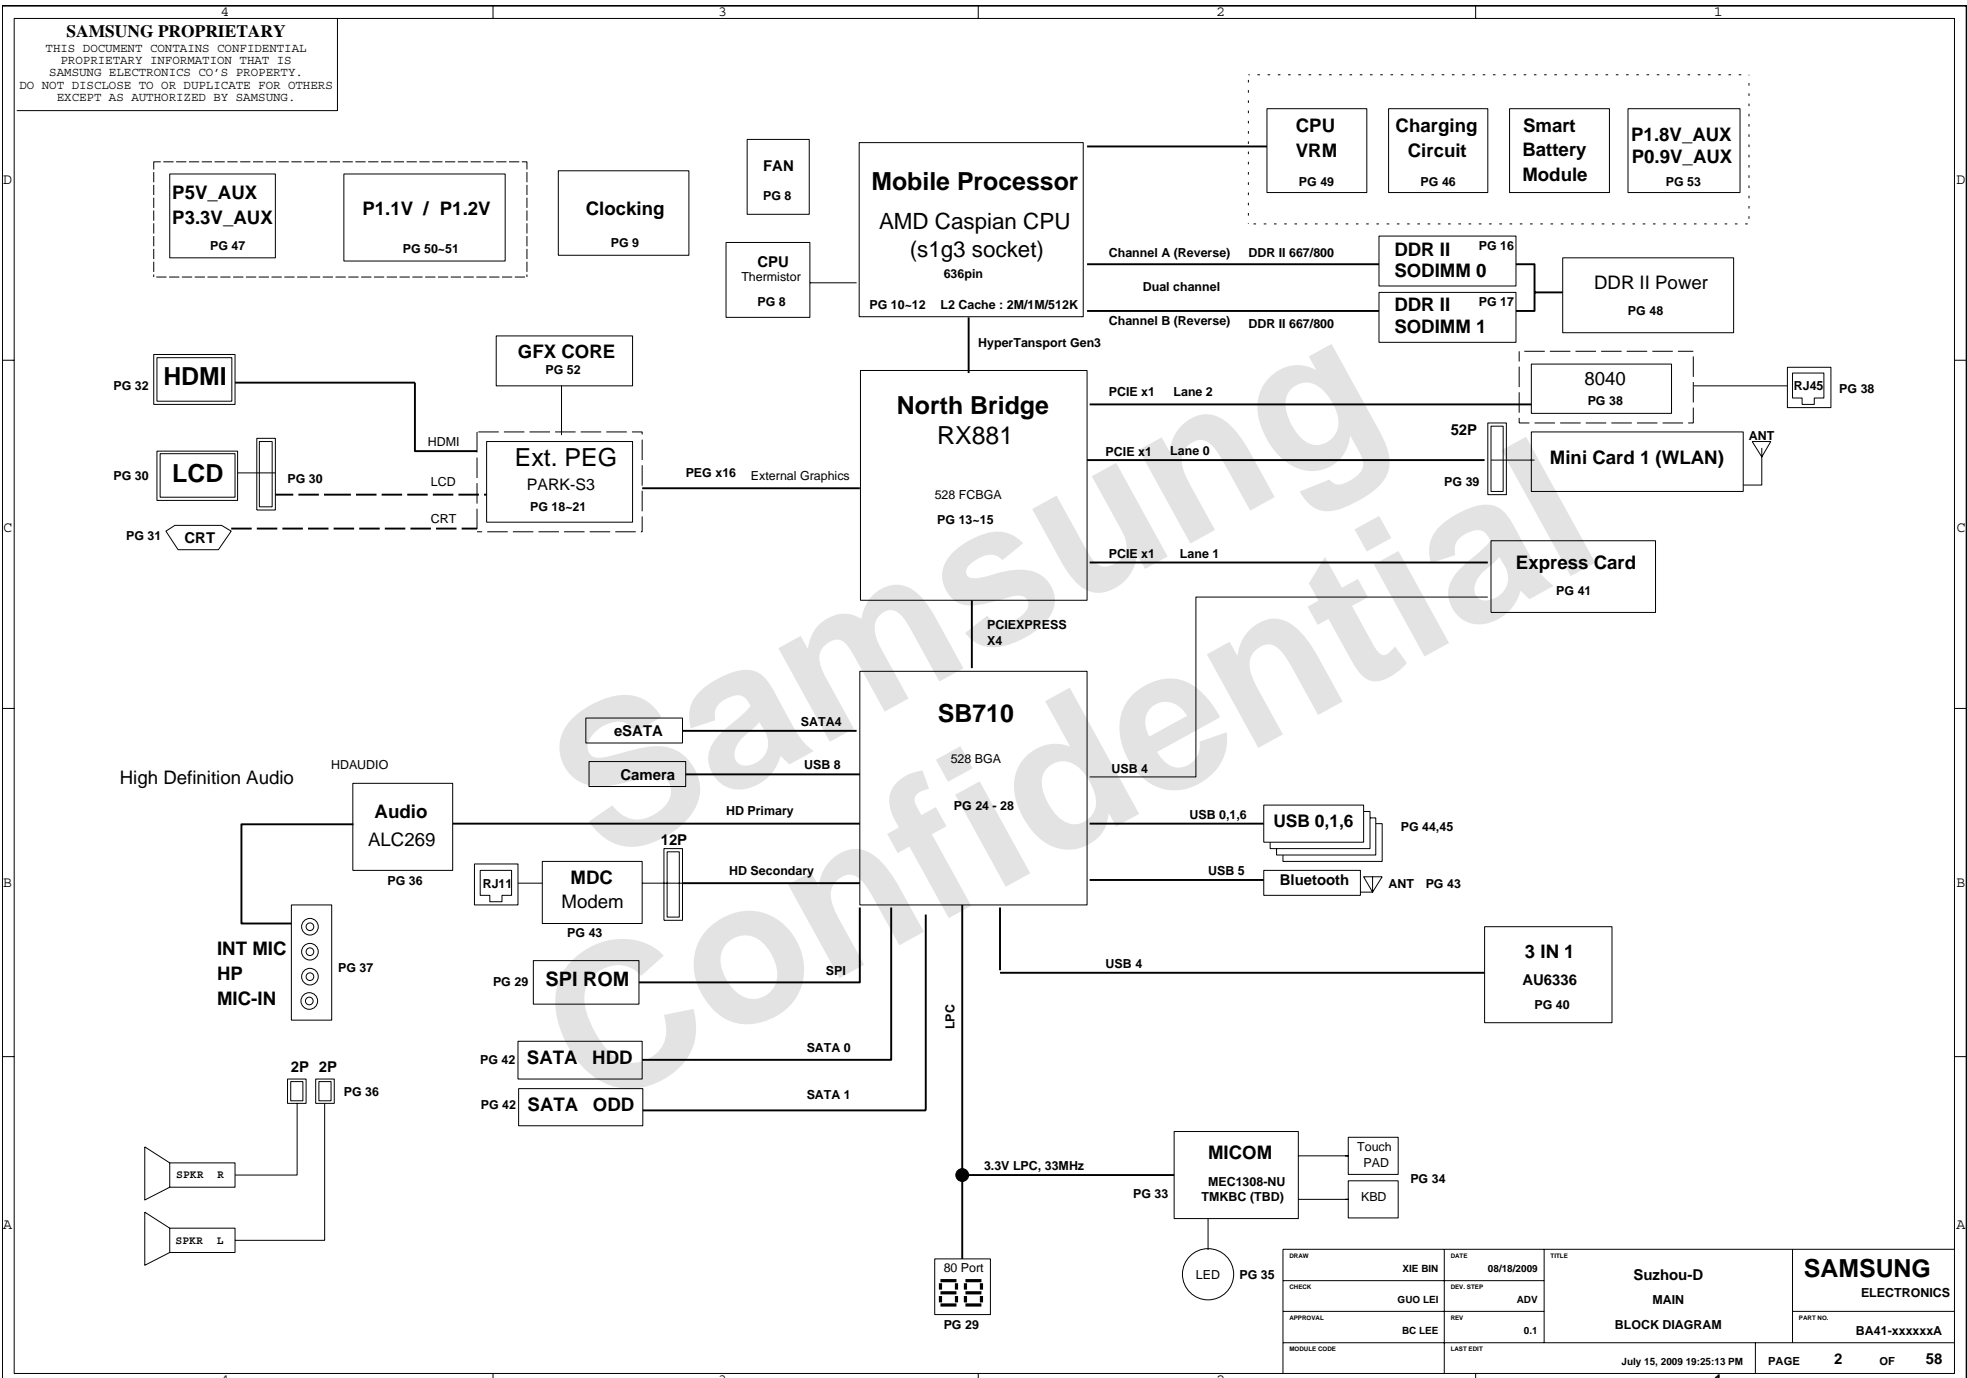 4
3
2
1
SAMSUNG PROPRIETARY
THIS DOCUMENT CONTAINS CONFIDENTIAL
PROPRIETARY INFORMATION THAT IS
SAMSUNG ELECTRONICS CO'S PROPERTY.
DO NOT DISCLOSE TO OR DUPLICATE FOR OTHERS
EXCEPT AS AUTHORIZED BY SAMSUNG.
D
D
P5V_AUX
P3.3V_AUX
PG 47
P1.1V / P1.2V
PG 50~51
Clocking
PG 9
FAN
PG 8
CPU
Thermistor
PG 8
Mobile Processor
AMD Caspian CPU
(s1g3 socket)
636pin
PG 10~12 L2 Cache : 2M/1M/512K
CPU
VRM
PG 49
Charging
Circuit
PG 46
Smart
Battery
Module
P1.8V_AUX
P0.9V_AUX
PG 53
Channel A (Reverse) DDR II 667/800
Dual channel
Channel B (Reverse) DDR II 667/800
DDR II PG 16
SODIMM 0
DDR II PG 17
SODIMM 1
DDR II Power
PG 48
HyperTansport Gen3
PG 32 HDMI
GFX CORE
PG 52
HDMI
PG 30 LCD
PG 30
LCD
PG 31 CRT
CRT
Ext. PEG
PARK-S3
PG 18~21
PEG x16 External Graphics
North Bridge
RX881
528 FCBGA
PG 13~15
PCIE x1 Lane 2
8040
PG 38
RJ45 PG 38
PCIE x1 Lane 0
52P
PG 39
Mini Card 1 (WLAN)
ANT
C
C
PCIE x1 Lane 1
Express Card
PG 41
PCIEXPRESS
X4
Samsung
Confidential
SB710
528 BGA
PG 24 - 28
eSATA
SATA4
Camera
USB 8
High Definition Audio
HDAUDIO
Audio
ALC269
PG 36
HD Primary
12P
RJ11
MDC
Modem
PG 43
HD Secondary
B
B
INT MIC
HP
MIC-IN
PG 37
PG 29 SPI ROM
SPI
PG 42 SATA HDD
SATA 0
PG 42 SATA ODD
SATA 1
USB 4
USB 0,1,6
USB 0,1,6
PG 44,45
USB 5
Bluetooth
ANT PG 43
USB 4
3 IN 1
AU6336
PG 40
LPC
2P 2P
PG 36
SPKR R
SPKR L
3.3V LPC, 33MHz
PG 33
MICOM
MEC1308-NU
TMKBC (TBD)
Touch
PAD
KBD
PG 34
LED
PG 35
80 Port
88
PG 29
A
A
DRAW
XIE BIN
DATE
08/18/2009
TITLE
Suzhou-D
MAIN
BLOCK DIAGRAM
SAMSUNG
ELECTRONICS
CHECK
GUO LEI
DEV. STEP
ADV
APPROVAL
BC LEE
REV
0.1
PART NO.
BA41-xxxxxxA
MODULE CODE
LAST EDIT
July 15, 2009 19:25:13 PM
PAGE 2 OF 58